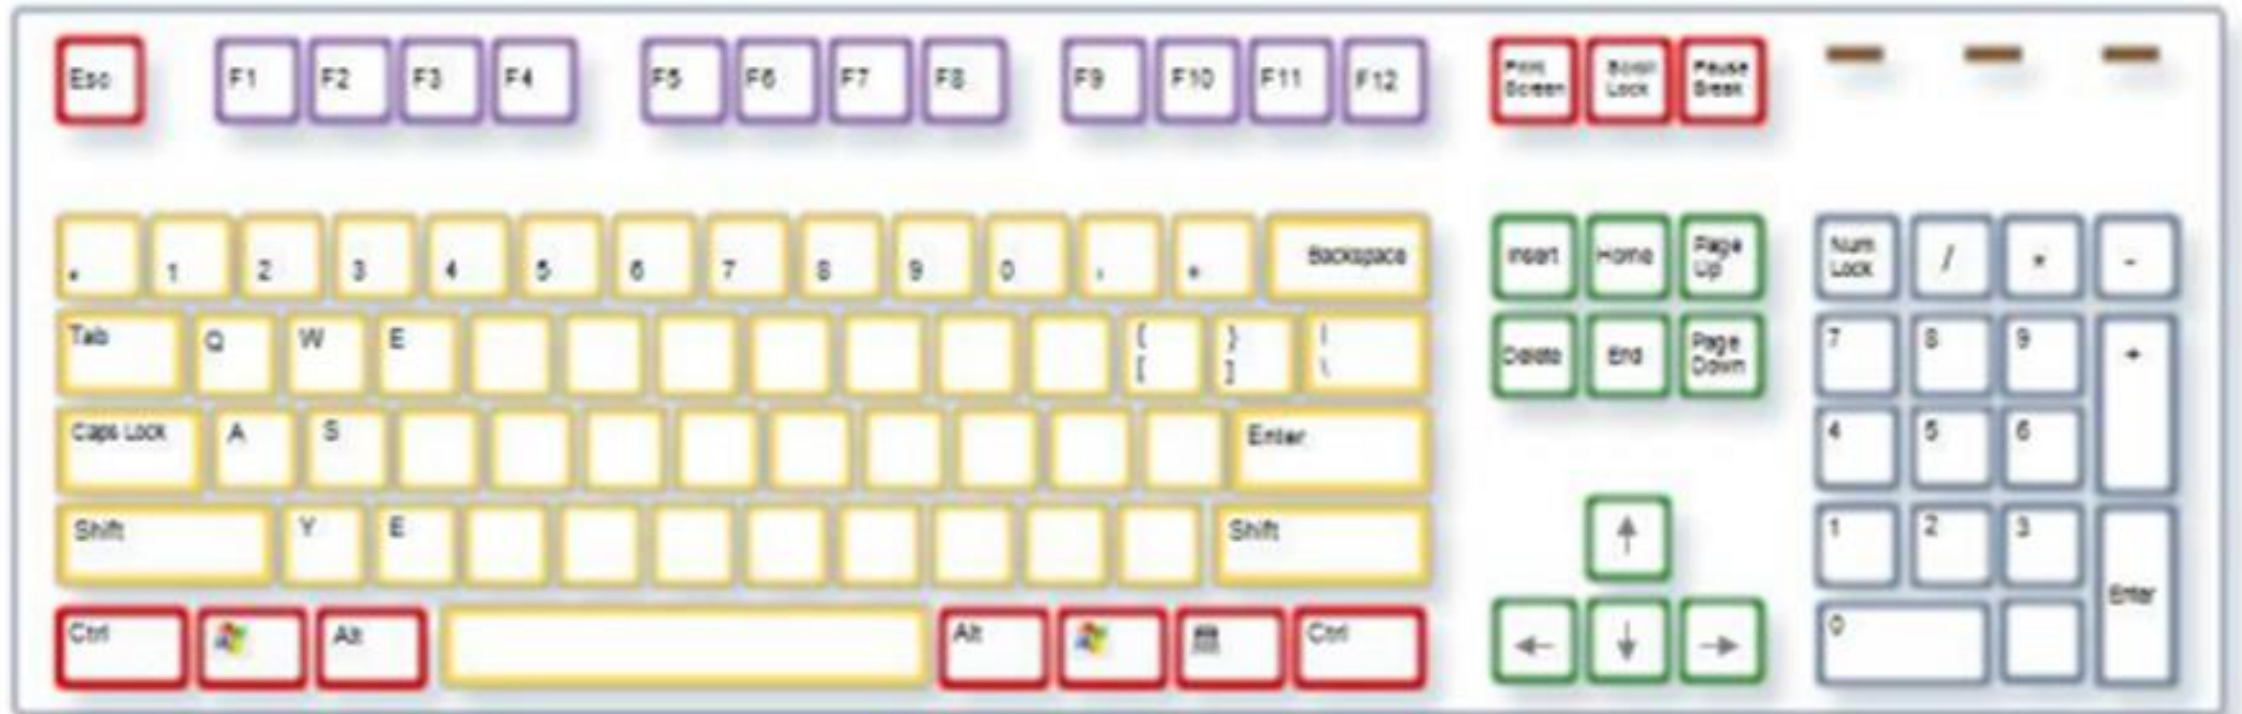 Esc F1 F2 F3 F4 F5 F6 F7 F8 F9 F10 F11 F12
Print Screen
Scroll Lock
Pause Break
1 2 3 4 5 6 7 8 9 0 Backspace
Insert Home Page Up
Num Lock / * -
Tab Q W E { [ } ] | \
Delete End Page Down
7 8 9 +
Caps Lock A S Enter
4 5 6
Shift Y E Shift
↑
1 2 3 Enter
Ctrl Alt Alt Ctrl
← ↓ →
0